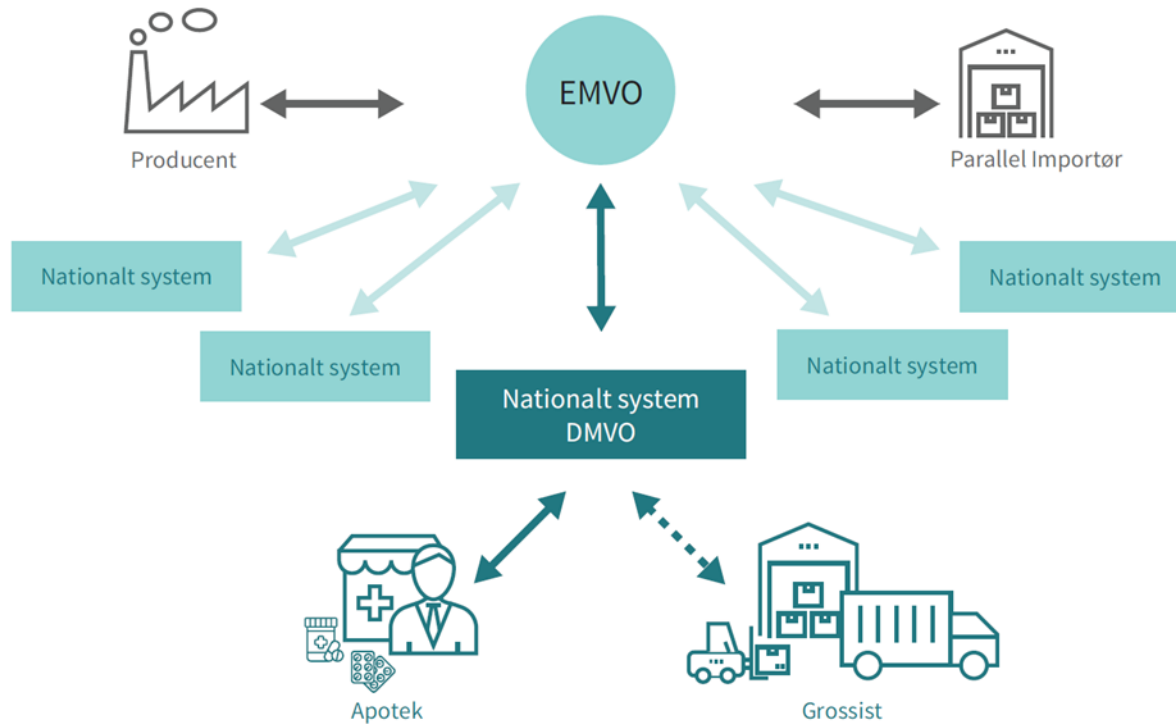 EMVO
Producent
Parallel Importør
Nationalt system
Nationalt system
Nationalt system
Nationalt system
Nationalt system
DMVO
Apotek
Grossist